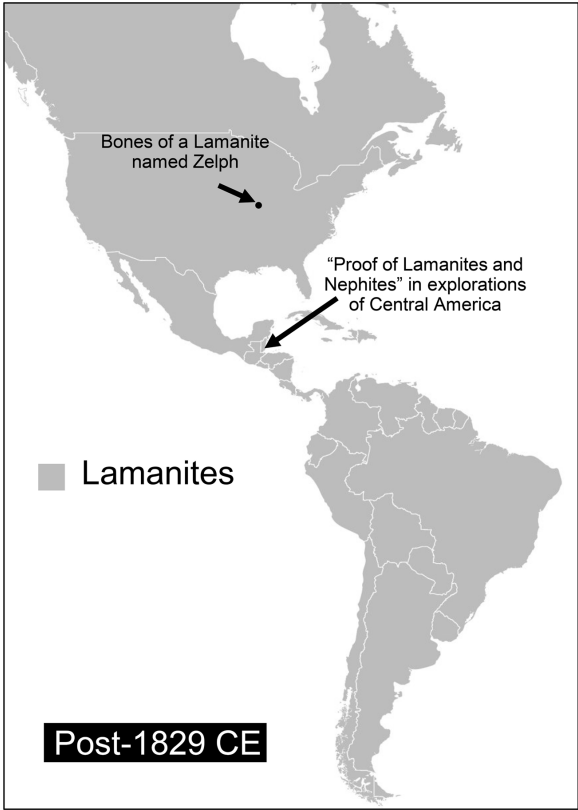 Bones of a Lamanite
named Zelph
“Proof of Lamanites and
Nephites” in explorations
of Central America
Lamanites
Post-1829 CE